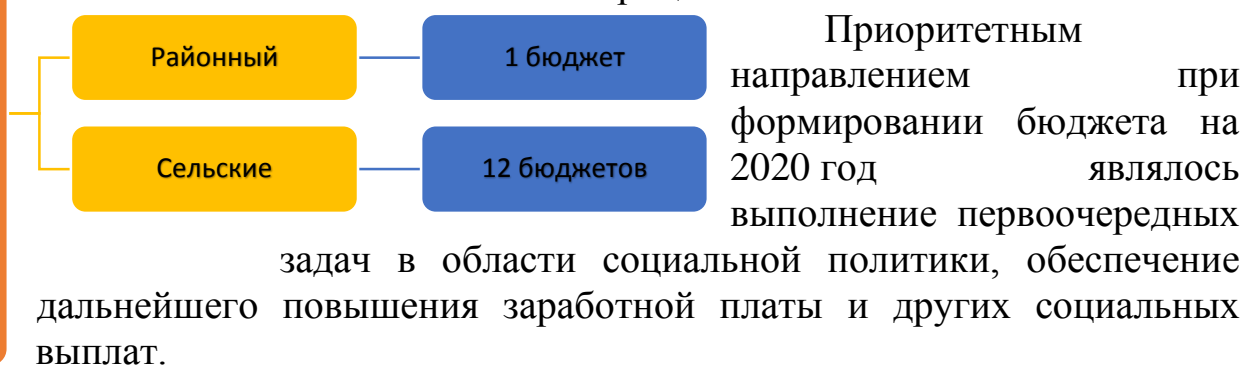 Районный
1 бюджет
Сельские
12 бюджетов
Приоритетным
направлением при
формировании бюджета на
2020 год являлось
выполнение первоочередных
задач в области социальной политики, обеспечение
дальнейшего повышения заработной платы и других социальных
выплат.